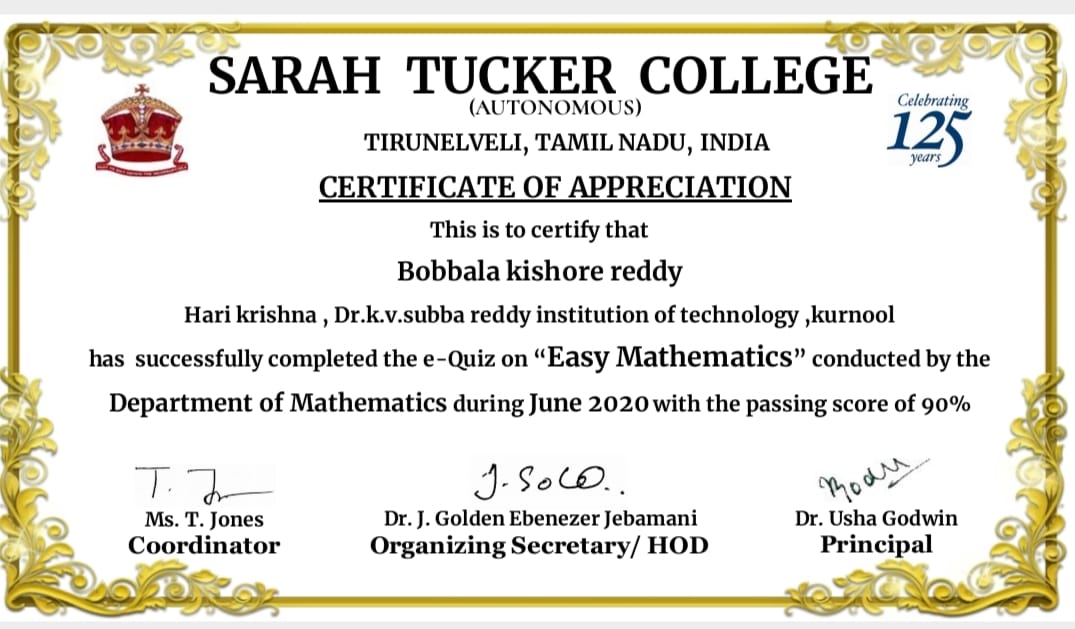 SARAH TUCKER COLLEGE
(AUTONOMOUS)
Celebrating
125
years
TIRUNELVELI, TAMIL NADU, INDIA
CERTIFICATE OF APPRECIATION
This is to certify that
Bobbala kishore reddy
Hari krishna , Dr.k.v.subba reddy institution of technology ,kurnool
has successfully completed the e-Quiz on “Easy Mathematics” conducted by the
Department of Mathematics during June 2020 with the passing score of 90%
Ms. T. Jones
Coordinator
Dr. J. Golden Ebenezer Jebamani
Organizing Secretary/ HOD
Dr. Usha Godwin
Principal